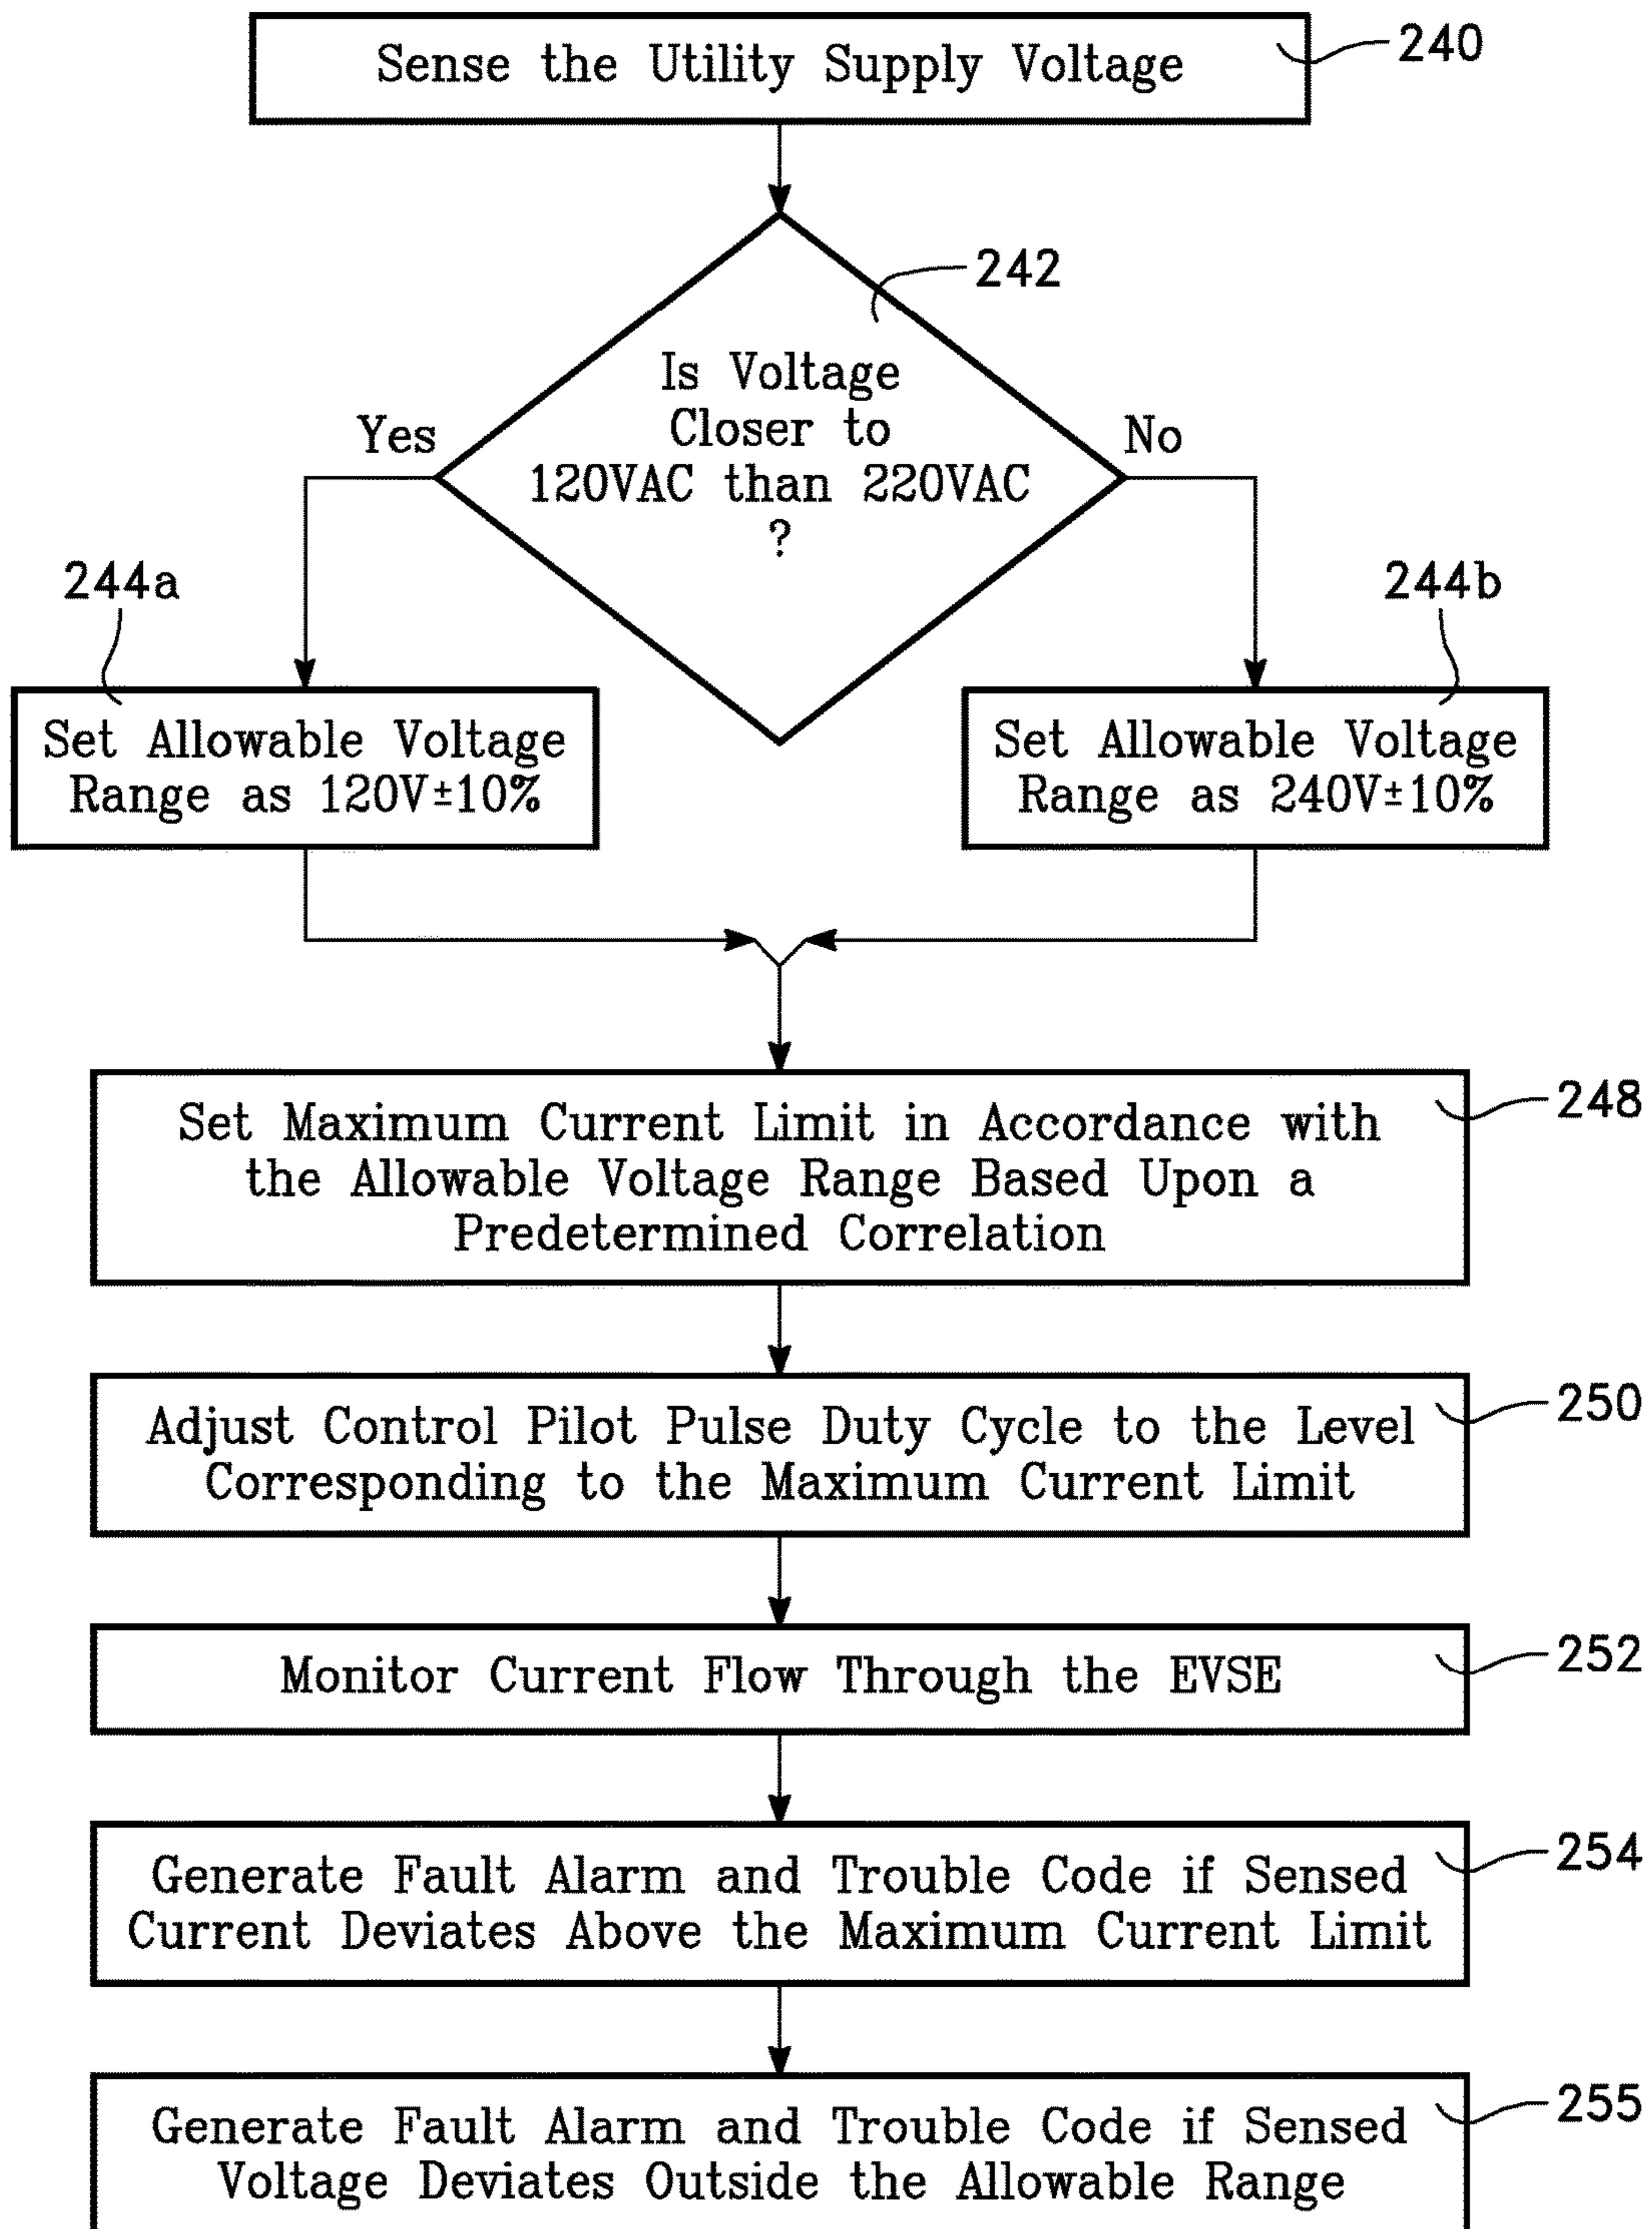 Sense the Utility Supply Voltage
240
242
Is Voltage
Closer to
120VAC than 220VAC
?
Yes
No
244a
244b
Set Allowable Voltage
Range as 120V±10%
Set Allowable Voltage
Range as 240V±10%
Set Maximum Current Limit in Accordance with
the Allowable Voltage Range Based Upon a
Predetermined Correlation
248
Adjust Control Pilot Pulse Duty Cycle to the Level
Corresponding to the Maximum Current Limit
250
Monitor Current Flow Through the EVSE
252
Generate Fault Alarm and Trouble Code if Sensed
Current Deviates Above the Maximum Current Limit
254
Generate Fault Alarm and Trouble Code if Sensed
Voltage Deviates Outside the Allowable Range
255